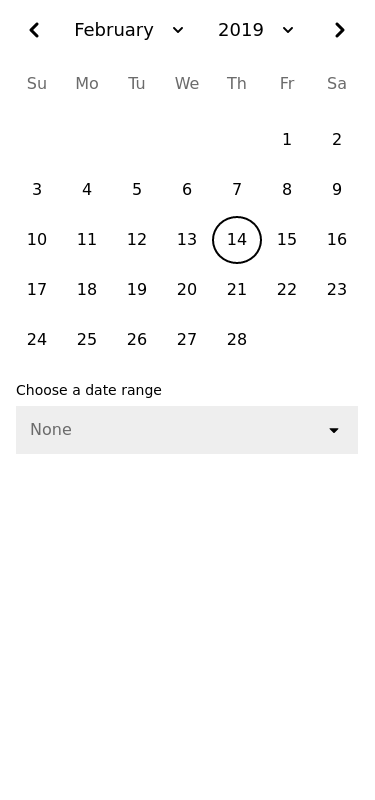 February 2019
Su Mo Tu We Th Fr Sa
1 2
3 4 5 6 7 8 9
10 11 12 13 14 15 16
17 18 19 20 21 22 23
24 25 26 27 28
Choose a date range
None